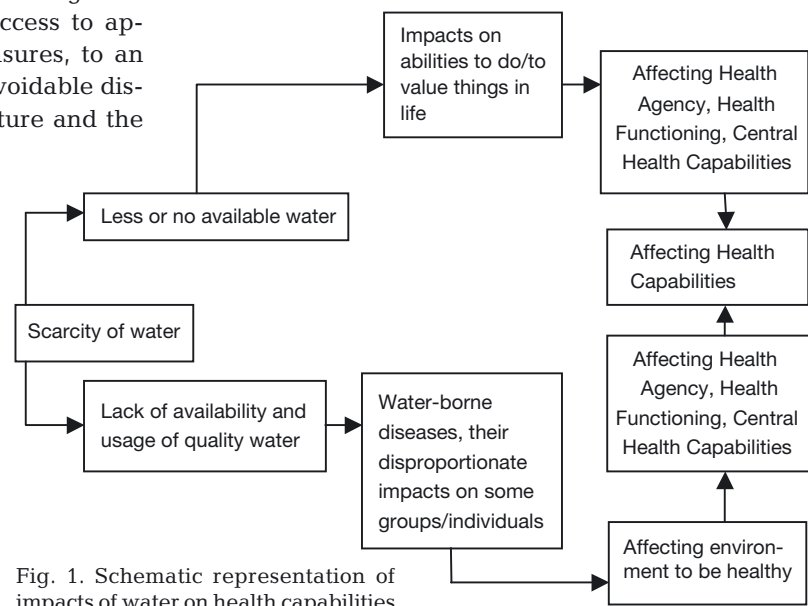 ccess to ap-
sures, to an
voidable dis-
ture and the
Impacts on
abilities to do/to
value things in
life
Affecting Health
Agency, Health
Functioning, Central
Health Capabilities
Less or no available water
Affecting Health
Capabilities
Scarcity of water
Affecting Health
Agency, Health
Functioning, Central
Health Capabilities
Lack of availability and
usage of quality water
Water-borne
diseases, their
disproportionate
impacts on some
groups/individuals
Affecting environ-
ment to be healthy
Fig. 1. Schematic representation of
impacts of water on health capabilities